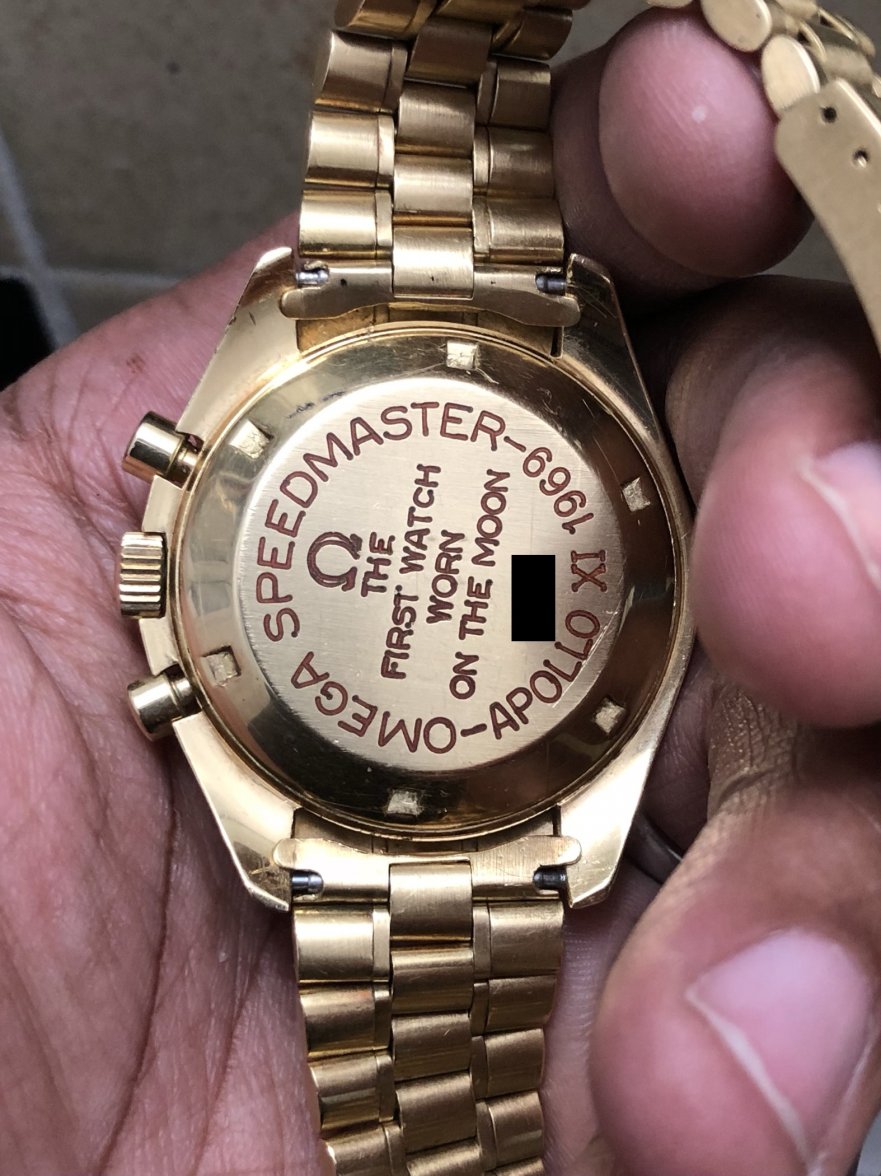 OMEGA SPEEDMASTER
-APOLLO XI 1969-
Ω
THE
FIRST WATCH
WORN
ON THE MOON